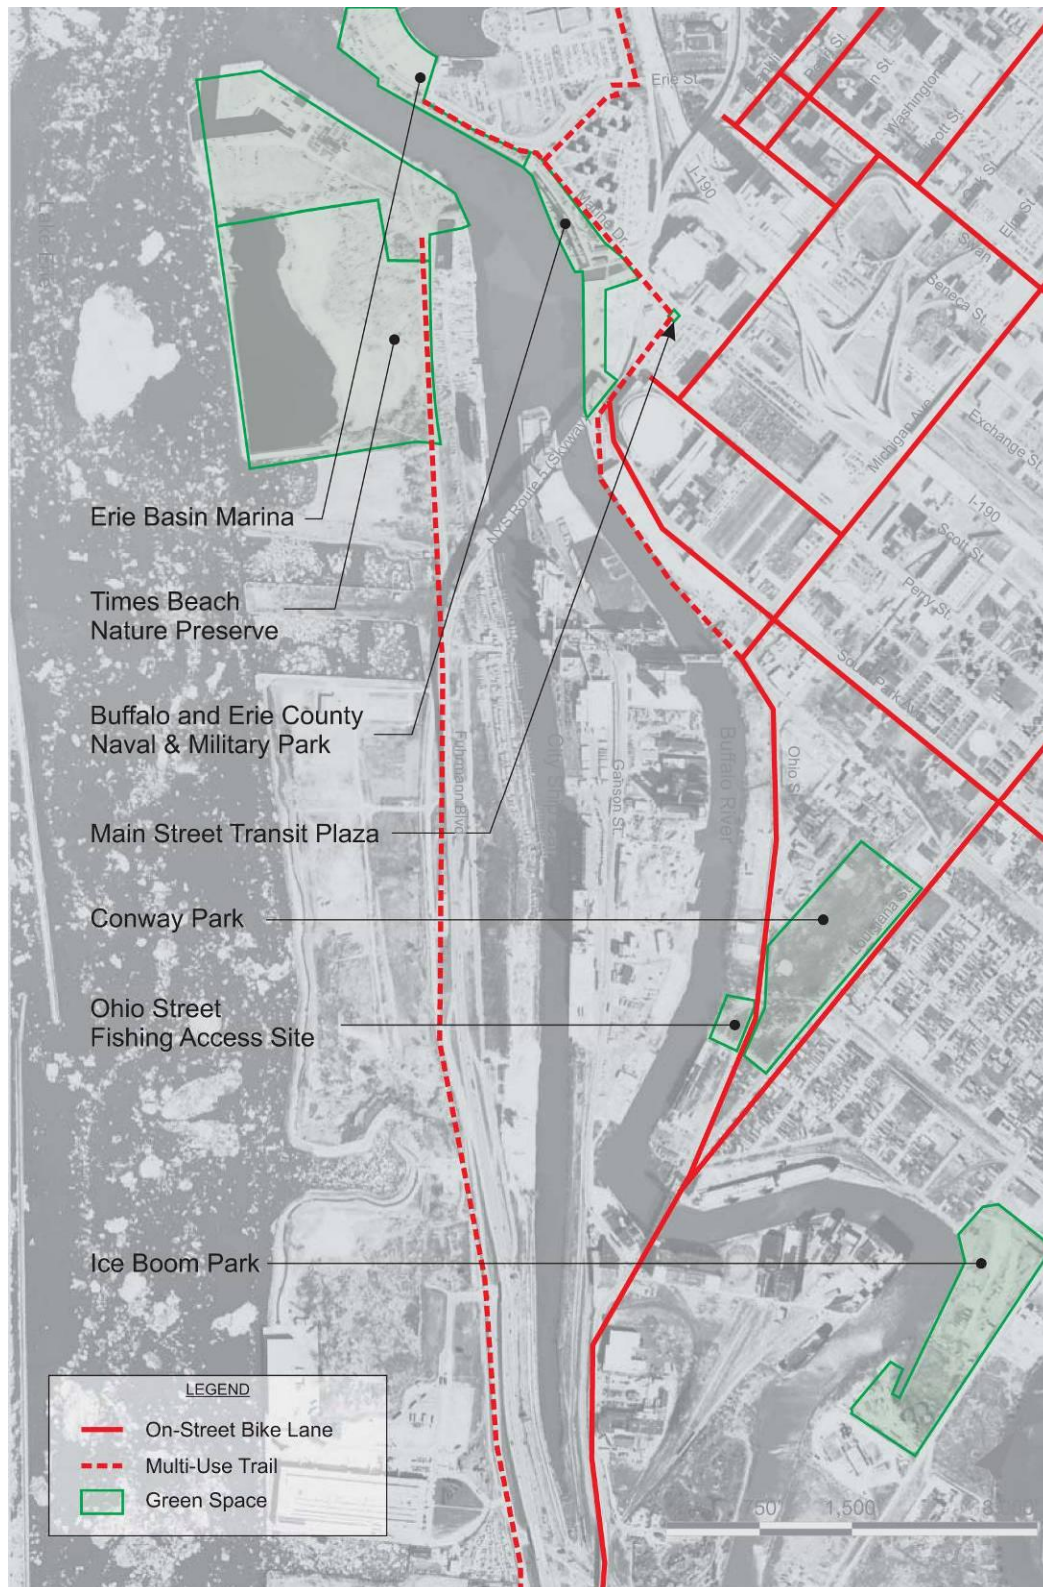 Erie St.
Washington
I-190
Marine Dr.
Elm St.
Swan
Seneca St.
Michigan Ave.
Exchange St.
I-190
Scott St.
Perry St.
NYS Route 5 (Skyway)
Erie Basin Marina
Times Beach
Nature Preserve
Buffalo and Erie County
Naval & Military Park
Main Street Transit Plaza
Conway Park
Ohio Street
Fishing Access Site
Ice Boom Park
South Park Ave.
Fuhrmann Blvd.
City Ship
Ganson St.
Buffalo River
Ohio St.
Louisiana St.
LEGEND
On-Street Bike Lane
Multi-Use Trail
Green Space
750
1,500